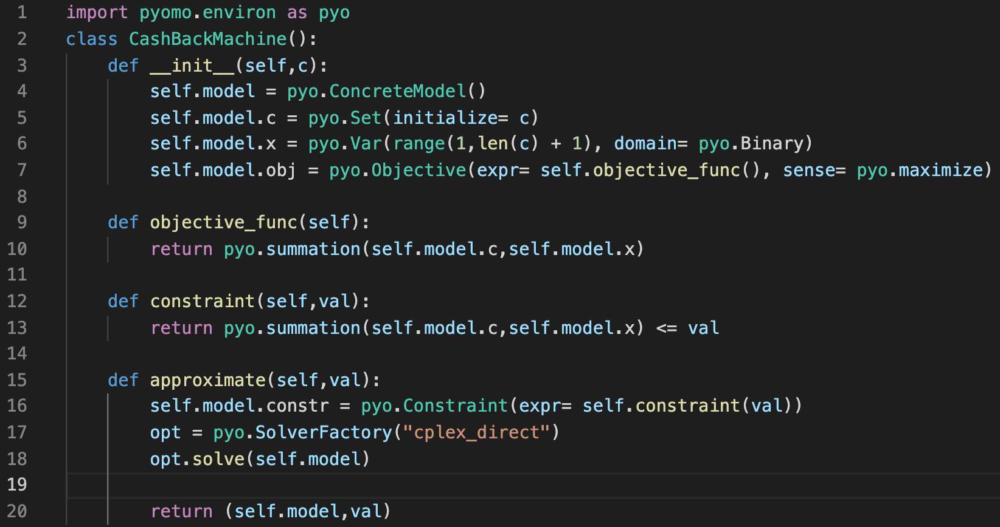 1 import pyomo.environ as pyo
2 class CashBackMachine():
3     def __init__(self,c):
4         self.model = pyo.ConcreteModel()
5         self.model.c = pyo.Set(initialize= c)
6         self.model.x = pyo.Var(range(1,len(c) + 1), domain= pyo.Binary)
7         self.model.obj = pyo.Objective(expr= self.objective_func(), sense= pyo.maximize)
8
9     def objective_func(self):
10         return pyo.summation(self.model.c,self.model.x)
11
12     def constraint(self,val):
13         return pyo.summation(self.model.c,self.model.x) <= val
14
15     def approximate(self,val):
16         self.model.constr = pyo.Constraint(expr= self.constraint(val))
17         opt = pyo.SolverFactory("cplex_direct")
18         opt.solve(self.model)
19
20         return (self.model,val)